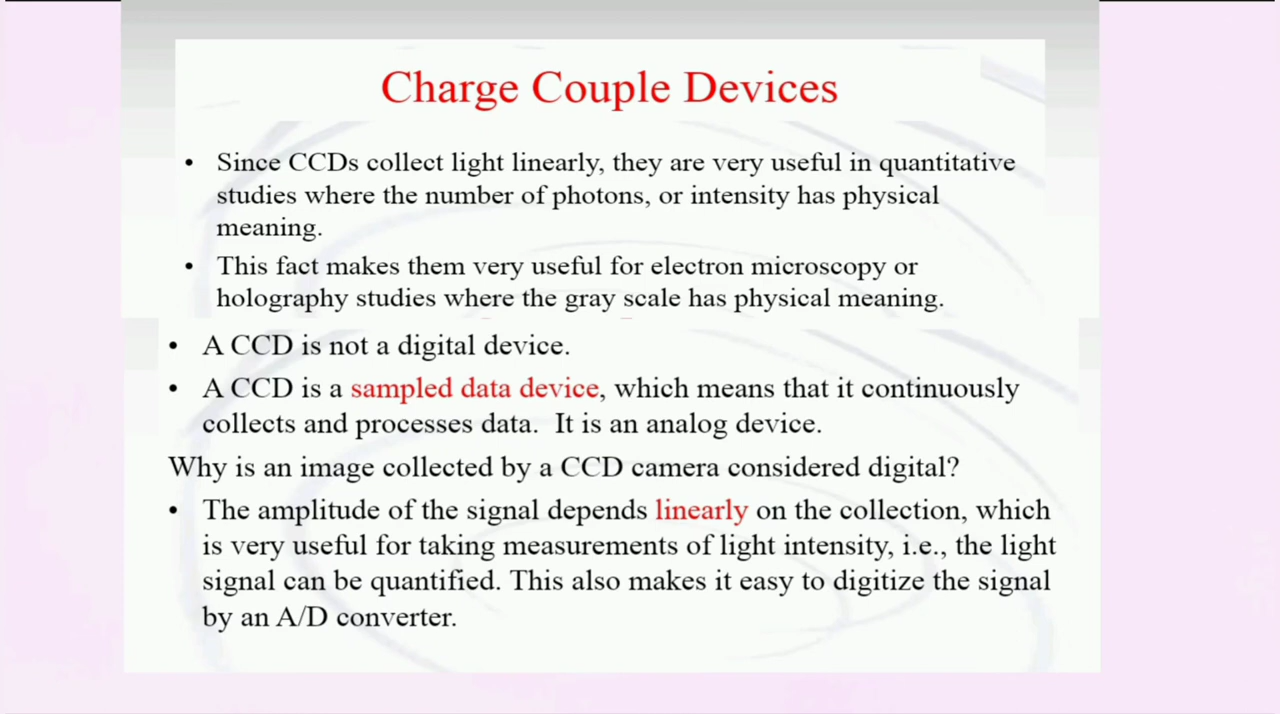 Charge Couple Devices
• Since CCDs collect light linearly, they are very useful in quantitative
studies where the number of photons, or intensity has physical
meaning.
• This fact makes them very useful for electron microscopy or
holography studies where the gray scale has physical meaning.
• A CCD is not a digital device.
• A CCD is a sampled data device, which means that it continuously
collects and processes data. It is an analog device.
Why is an image collected by a CCD camera considered digital?
• The amplitude of the signal depends linearly on the collection, which
is very useful for taking measurements of light intensity, i.e., the light
signal can be quantified. This also makes it easy to digitize the signal
by an A/D converter.